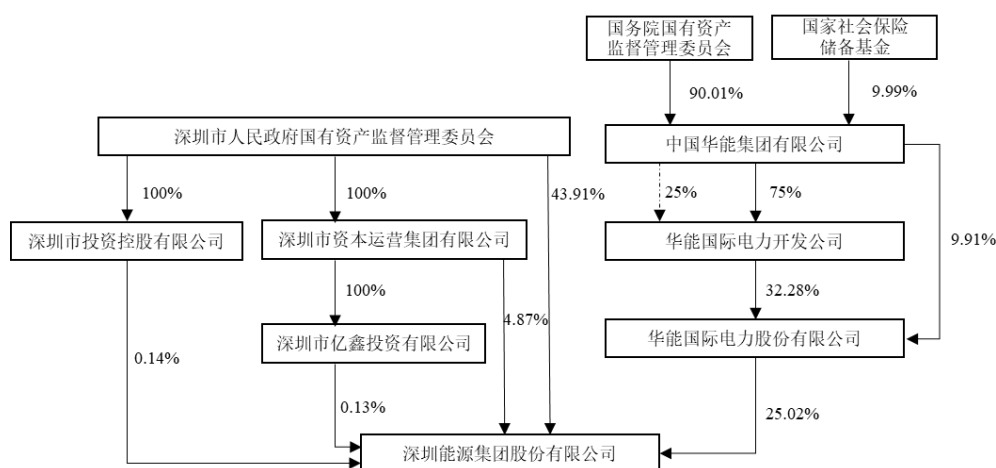 国务院国有资产
监督管理委员会
国家社会保险
储备基金
90.01%
9.99%
深圳市人民政府国有资产监督管理委员会
中国华能集团有限公司
100%
100%
43.91%
25%
75%
深圳市投资控股有限公司
深圳市资本运营集团有限公司
华能国际电力开发公司
9.91%
100%
32.28%
4.87%
深圳市亿鑫投资有限公司
华能国际电力股份有限公司
0.14%
0.13%
25.02%
深圳能源集团股份有限公司